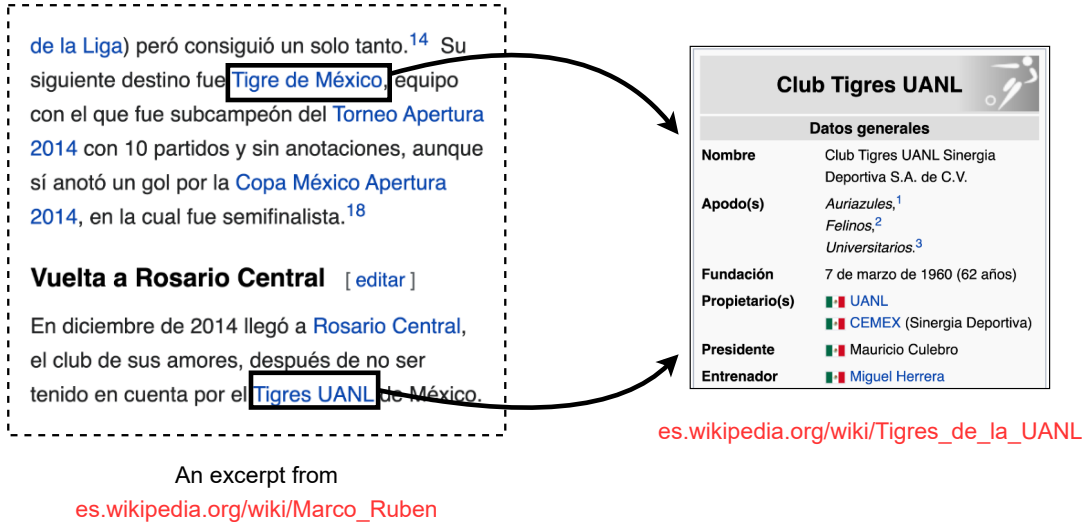 de la Liga) peró consiguió un solo tanto.14 Su
siguiente destino fue Tigre de México, equipo
con el que fue subcampeón del Torneo Apertura
2014 con 10 partidos y sin anotaciones, aunque
sí anotó un gol por la Copa México Apertura
2014, en la cual fue semifinalista.18
Vuelta a Rosario Central [ editar ]
En diciembre de 2014 llegó a Rosario Central,
el club de sus amores, después de no ser
tenido en cuenta por el Tigres UANL de México.
An excerpt from
es.wikipedia.org/wiki/Marco_Ruben
Club Tigres UANL
Datos generales
Nombre Club Tigres UANL Sinergia
Deportiva S.A. de C.V.
Apodo(s) Auriazules,1
Felinos,2
Universitarios.3
Fundación 7 de marzo de 1960 (62 años)
Propietario(s) UANL
CEMEX (Sinergia Deportiva)
Presidente Mauricio Culebro
Entrenador Miguel Herrera
es.wikipedia.org/wiki/Tigres_de_la_UANL